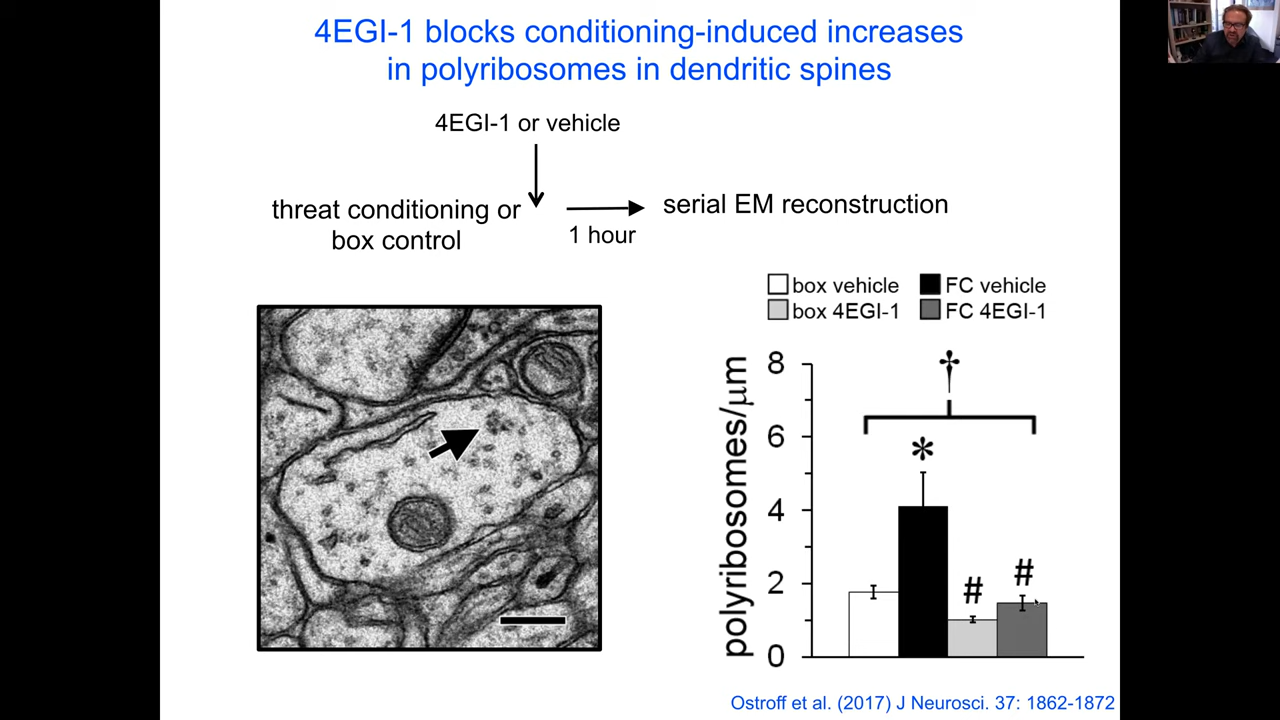 4EGI-1 blocks conditioning-induced increases
in polyribosomes in dendritic spines
4EGI-1 or vehicle
threat conditioning or
box control
1 hour
serial EM reconstruction
box vehicle
FC vehicle
box 4EGI-1
FC 4EGI-1
polyribosomes/μm
8
6
4
2
0
†
*
#
#
Ostroff et al. (2017) J Neurosci. 37: 1862-1872